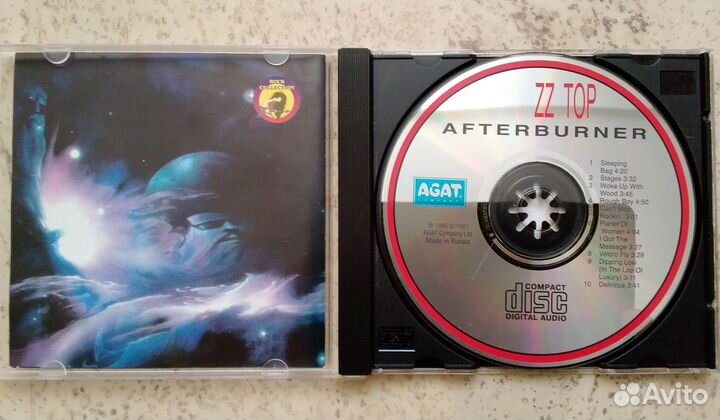 ROCK
COLLECTION
ZZ TOP
AFTERBURNER
1 Sleeping
Bag 4:20
2 Stages 3:32
3 Woke Up With
Wood 3:45
4 Rough Boy 4:50
Can't Stop
Rockin' 3:01
Planet Of
Women 4:04
I Got The
Message 3:27
8 Velcro Fly 3:29
9 Dipping Low
(In The Lap Of
Luxury) 3:11
10 Delirious 3:41
AGAT
COMPANY
℗ 1985 © 1997
AGAT Company Ltd.
Made in Russia
COMPACT
disc
DIGITAL AUDIO
Avito